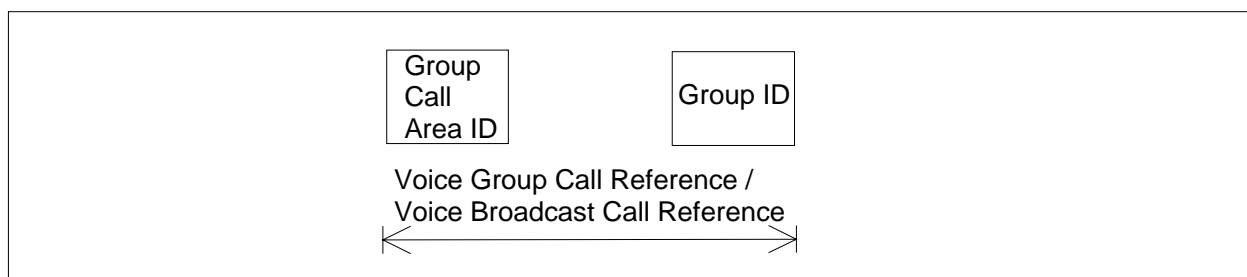 Group
Call
Area ID
Group ID
Voice Group Call Reference /
Voice Broadcast Call Reference